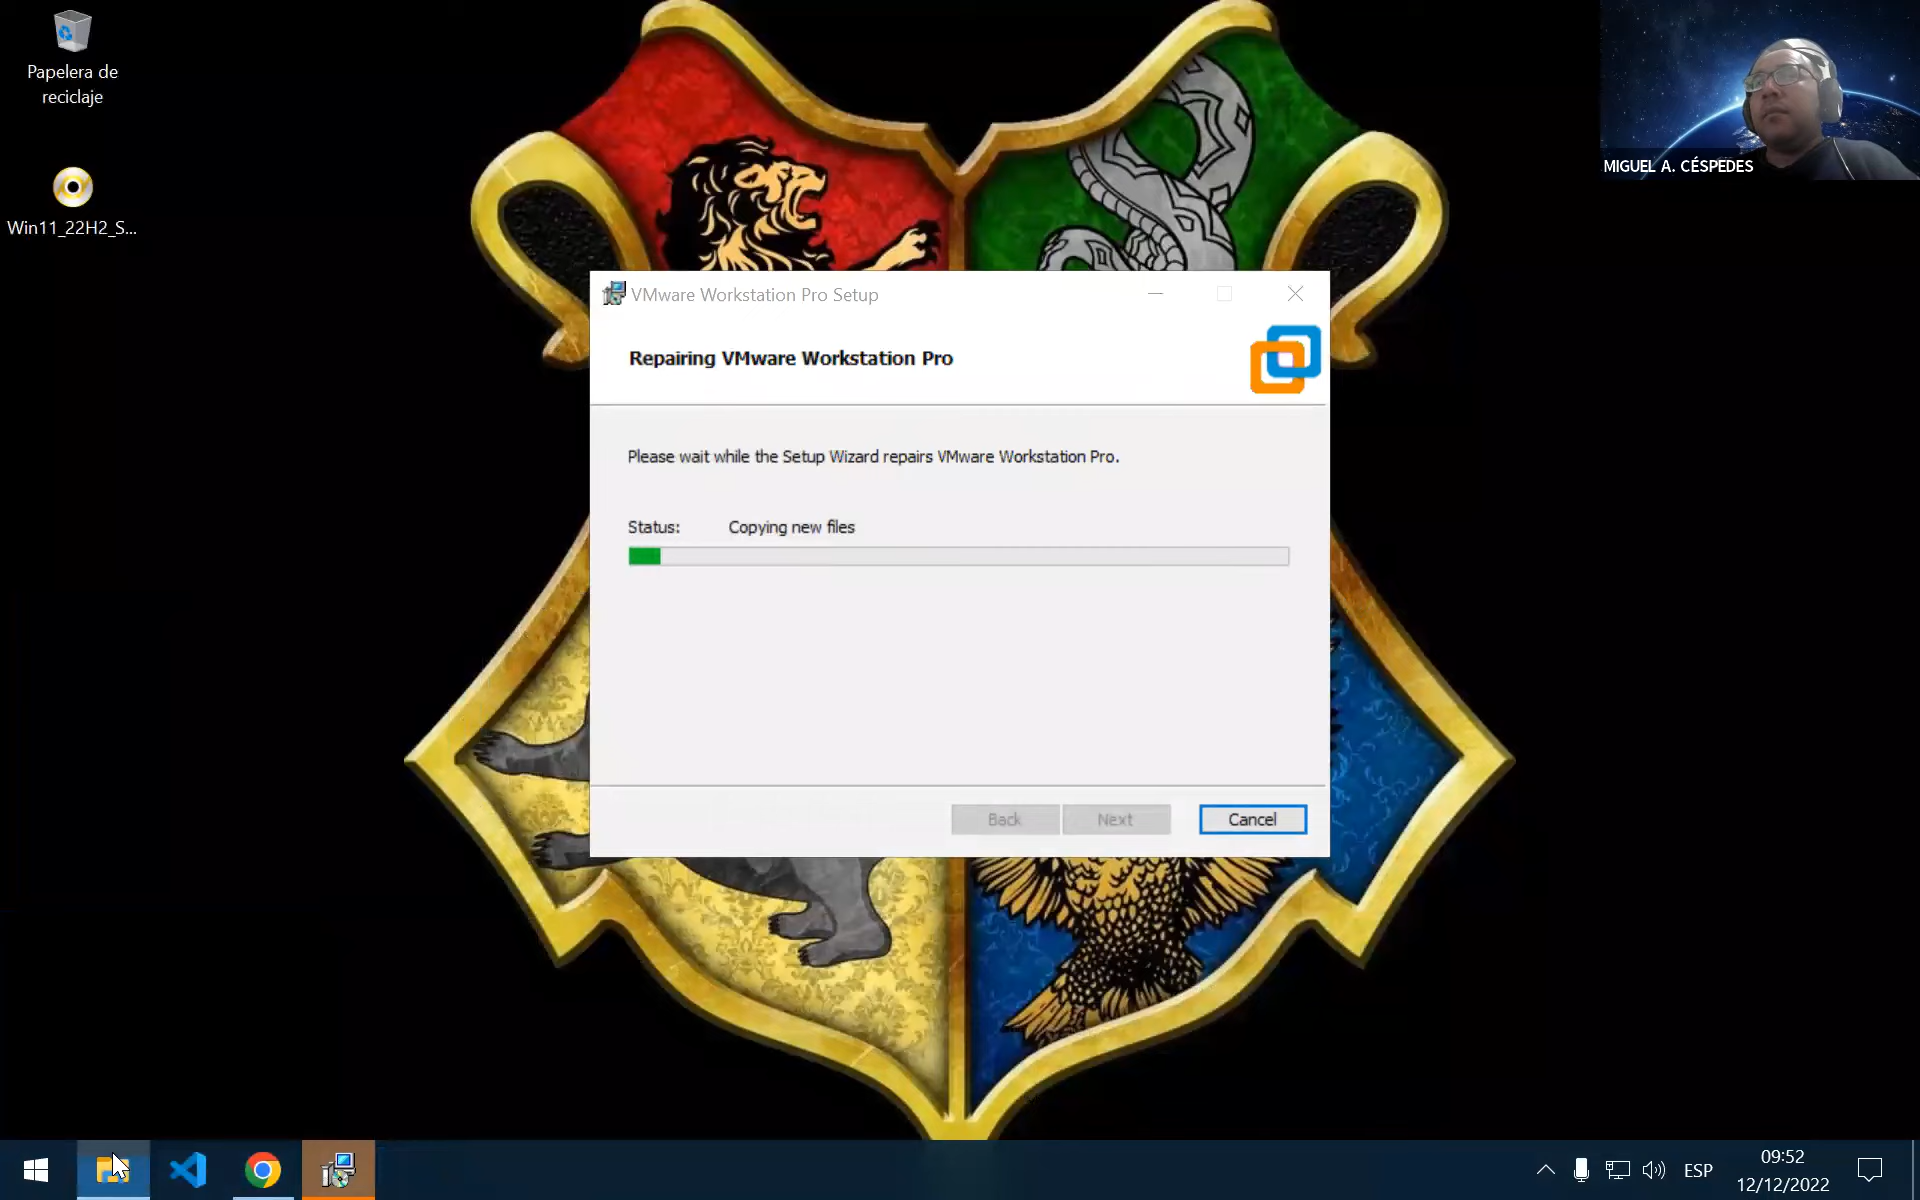 Papelera de
reciclaje
Win11_22H2_S...
MIGUEL A. CÉSPEDES
VMware Workstation Pro Setup
Repairing VMware Workstation Pro
Please wait while the Setup Wizard repairs VMware Workstation Pro.
Status: Copying new files
Back Next Cancel
ESP
09:52
12/12/2022